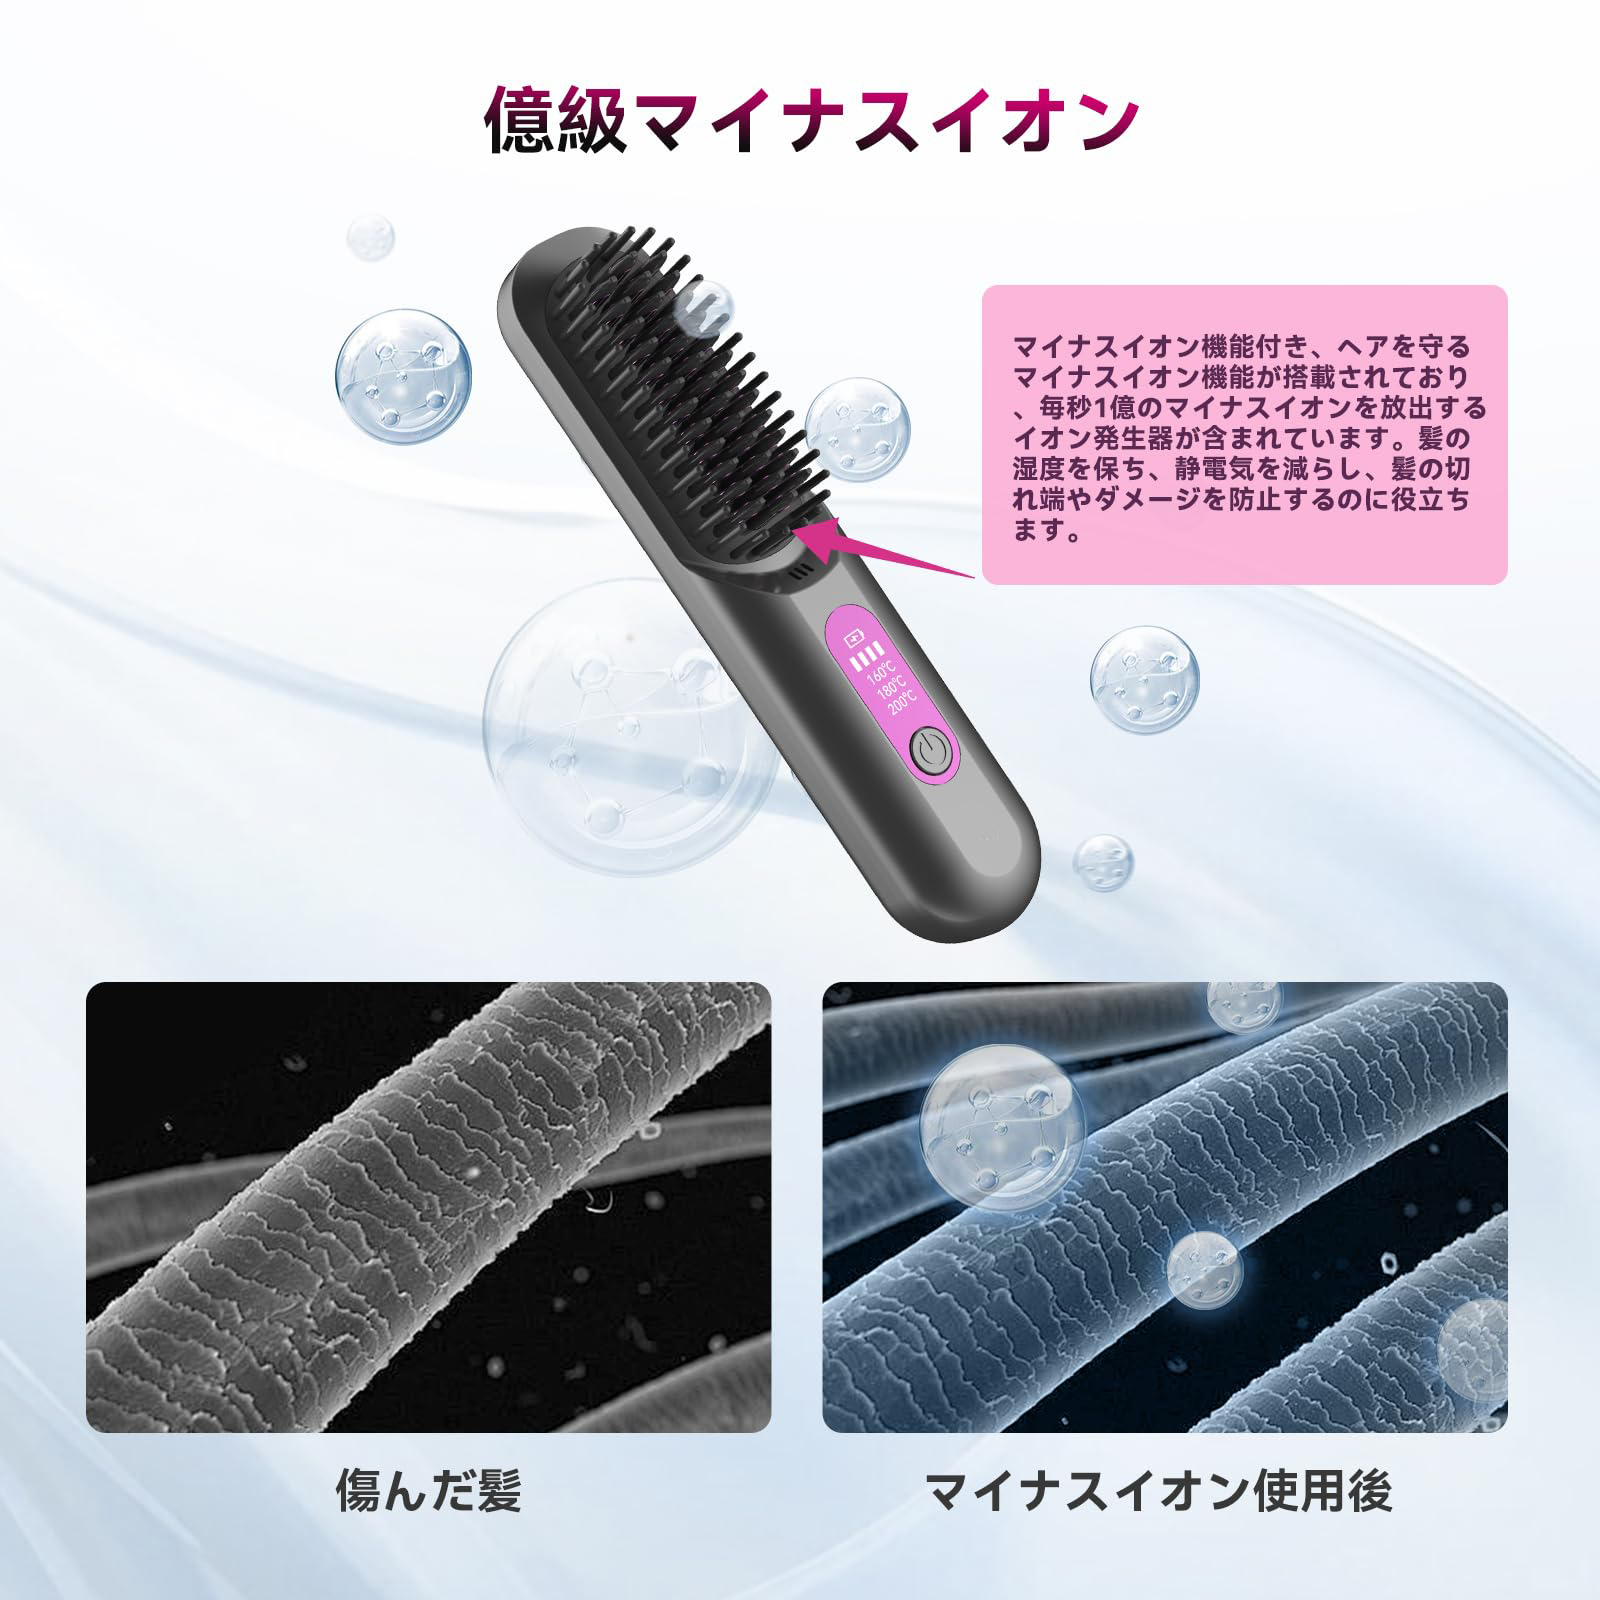 億級マイナスイオン
マイナスイオン機能付き、ヘアを守る
マイナスイオン機能が搭載されており
、毎秒1億のマイナスイオンを放出する
イオン発生器が含まれています。髪の
湿度を保ち、静電気を減らし、髪の切
れ端やダメージを防止するのに役立ち
ます。
160℃
180℃
200℃
傷んだ髪
マイナスイオン使用後